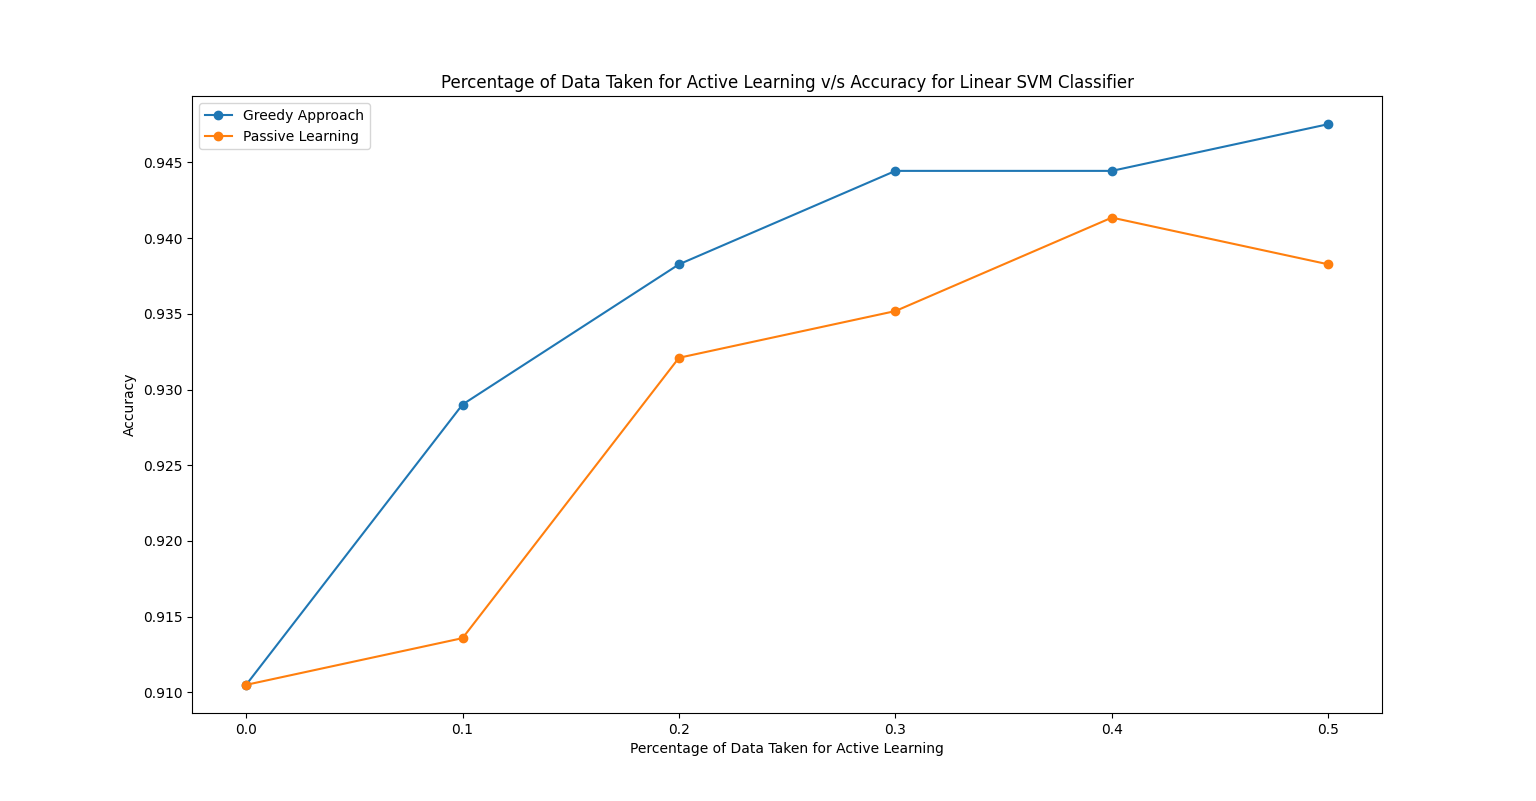 Percentage of Data Taken for Active Learning v/s Accuracy for Linear SVM Classifier
Greedy Approach
Passive Learning
0.945
0.940
0.935
0.930
0.925
0.920
0.915
0.910
Accuracy
0.0 0.1 0.2 0.3 0.4 0.5
Percentage of Data Taken for Active Learning